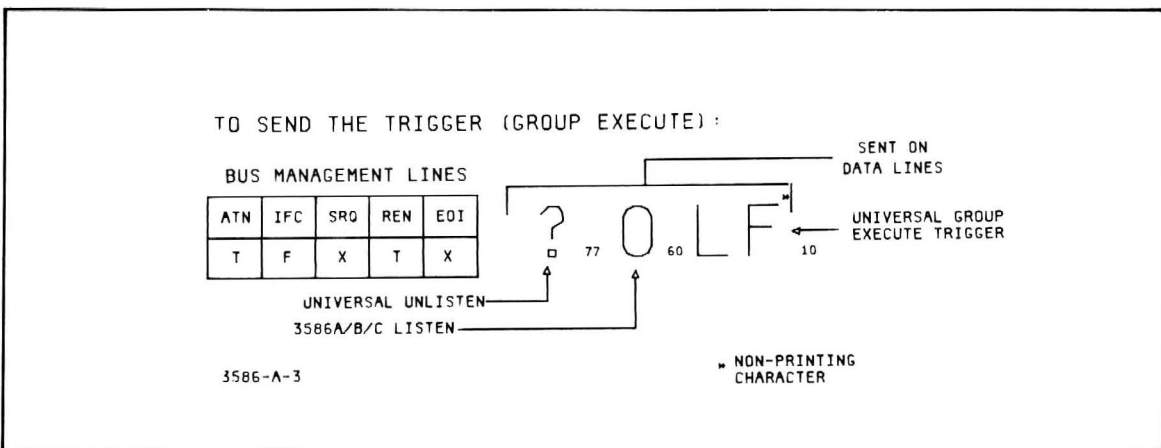 TO SEND THE TRIGGER (GROUP EXECUTE):
SENT ON
DATA LINES
BUS MANAGEMENT LINES
ATN IFC SRQ REN EOI
T F X T X
? 77 0 60 LF* 10
UNIVERSAL GROUP
EXECUTE TRIGGER
UNIVERSAL UNLISTEN
3586A/B/C LISTEN
3586-A-3
* NON-PRINTING
CHARACTER